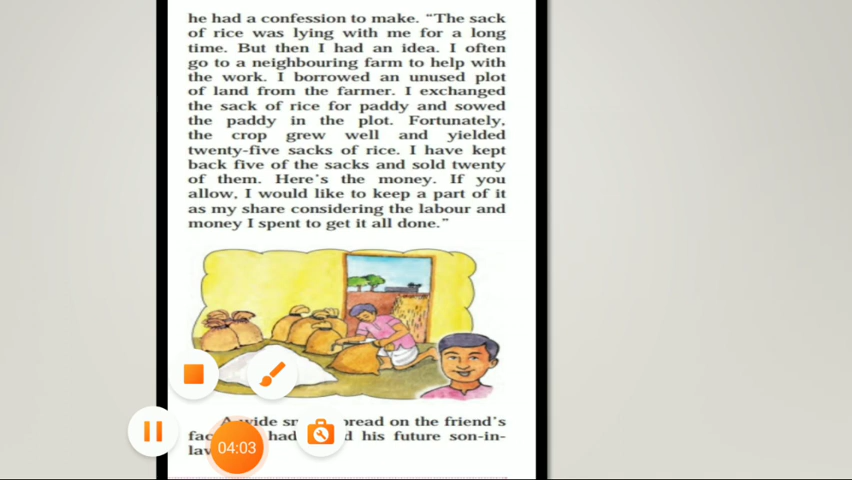 he had a confession to make. “The sack
of rice was lying with me for a long
time. But then I had an idea. I often
go to a neighbouring farm to help with
the work. I borrowed an unused plot
of land from the farmer. I exchanged
the sack of rice for paddy and sowed
the paddy in the plot. Fortunately,
the crop grew well and yielded
twenty-five sacks of rice. I have kept
back five of the sacks and sold twenty
of them. Here’s the money. If you
allow, I would like to keep a part of it
as my share considering the labour and
money I spent to get it all done.”
A wide on the friend’s
had his future son-in-
04:03